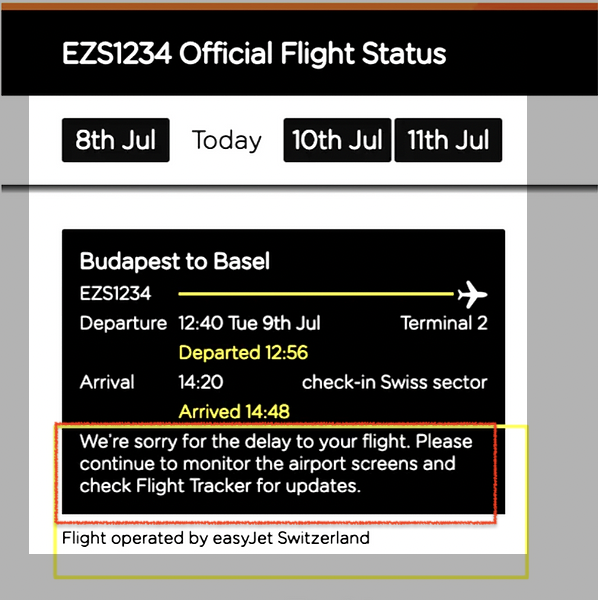 EZS1234 Official Flight Status
8th Jul Today 10th Jul 11th Jul
Budapest to Basel
EZS1234
Departure 12:40 Tue 9th Jul Terminal 2
Departed 12:56
Arrival 14:20 check-in Swiss sector
Arrived 14:48
We're sorry for the delay to your flight. Please
continue to monitor the airport screens and
check Flight Tracker for updates.
Flight operated by easyJet Switzerland